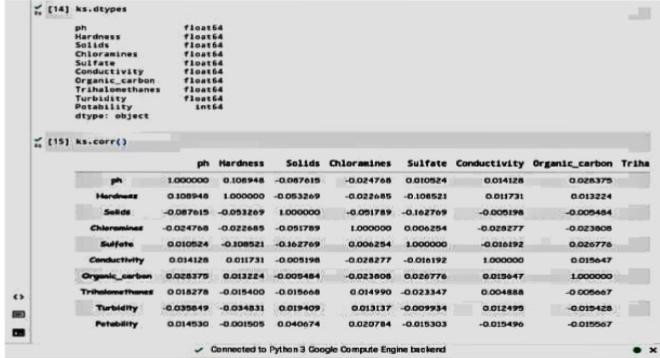 [14] ks.dtypes
ph float64
Hardness float64
Solids float64
Chloramines float64
Sulfate float64
Conductivity float64
Organic_carbon float64
Trihalomethanes float64
Turbidity float64
Potability int64
dtype: object
[15] ks.corr()
ph Hardness Solids Chloramines Sulfate Conductivity Organic_carbon Triha
ph 1.000000 0.108948 -0.087615 -0.024768 0.010524 0.014128 0.028375
Hardness 0.108948 1.000000 -0.053269 -0.022685 -0.108521 0.011731 0.013224
Solids -0.087615 -0.053269 1.000000 -0.051789 -0.162769 -0.005198 -0.005484
Chloramines -0.024768 -0.022685 -0.051789 1.000000 0.006254 -0.028277 -0.023808
Sulfate 0.010524 -0.108521 -0.162769 0.006254 1.000000 -0.016192 0.026776
Conductivity 0.014128 0.011731 -0.005198 -0.028277 -0.016192 1.000000 0.015647
Organic_carbon 0.028375 0.013224 -0.005484 -0.023808 0.026776 0.015647 1.000000
Trihalomethanes 0.018278 -0.015400 -0.015668 0.014990 -0.023347 0.004888 -0.005667
Turbidity -0.035849 -0.034831 0.019409 0.013137 -0.009934 0.012495 -0.015428
Potability 0.014530 -0.001505 0.040674 0.020784 -0.015303 -0.015496 -0.015567
Connected to Python 3 Google Compute Engine backend